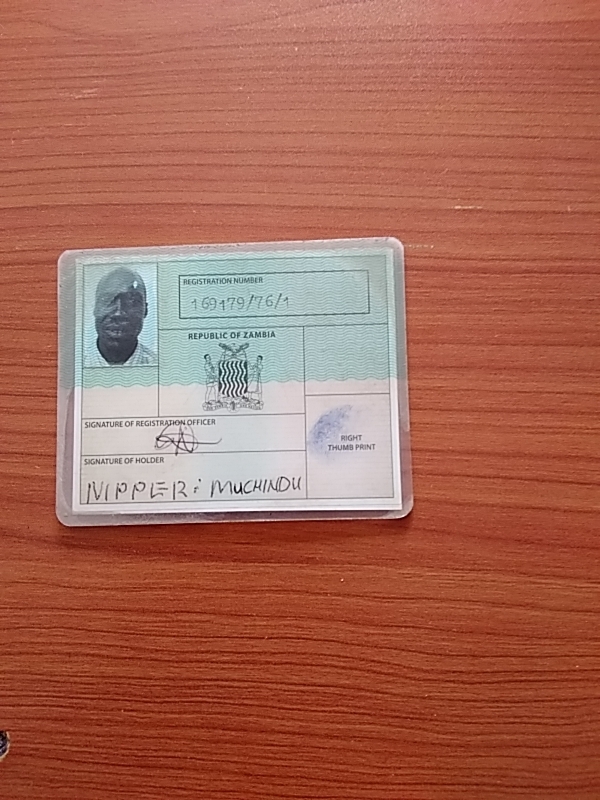 REGISTRATION NUMBER
169179/76/1
REPUBLIC OF ZAMBIA
SIGNATURE OF REGISTRATION OFFICER
SIGNATURE OF HOLDER
NIPPER: MUCHINDU
RIGHT
THUMB PRINT